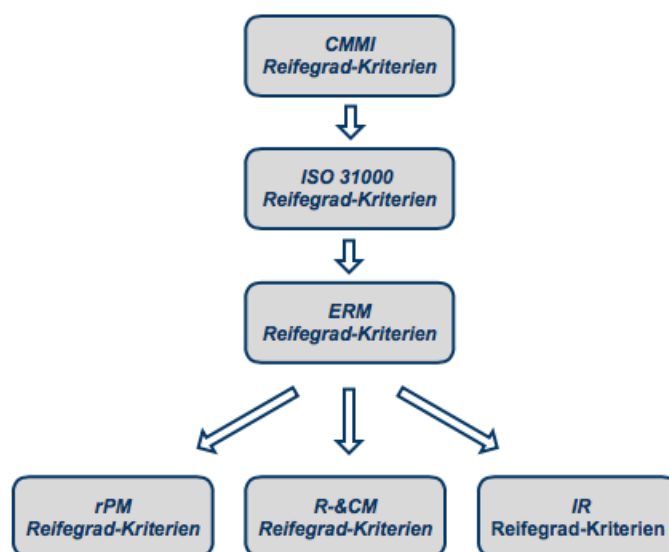 CMMI
Reifegrad-Kriterien
ISO 31000
Reifegrad-Kriterien
ERM
Reifegrad-Kriterien
rPM
Reifegrad-Kriterien
R-&CM
Reifegrad-Kriterien
IR
Reifegrad-Kriterien